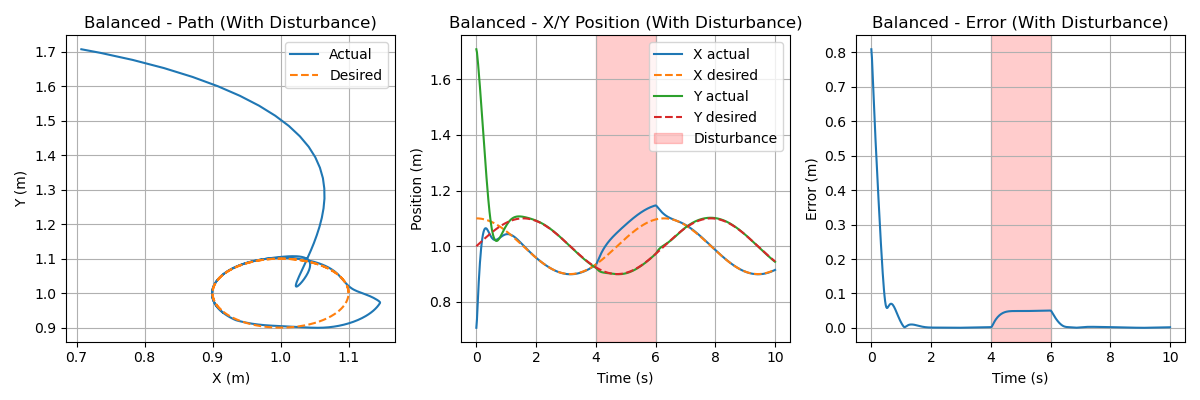 Balanced - Path (With Disturbance)
Actual
Desired
1.7
1.6
1.5
1.4
1.3
1.2
1.1
1.0
0.9
Y (m)
0.7 0.8 0.9 1.0 1.1
X (m)
Balanced - X/Y Position (With Disturbance)
X actual
X desired
Y actual
Y desired
Disturbance
1.6
1.4
1.2
1.0
0.8
Position (m)
0 2 4 6 8 10
Time (s)
Balanced - Error (With Disturbance)
0.8
0.7
0.6
0.5
0.4
0.3
0.2
0.1
0.0
Error (m)
0 2 4 6 8 10
Time (s)